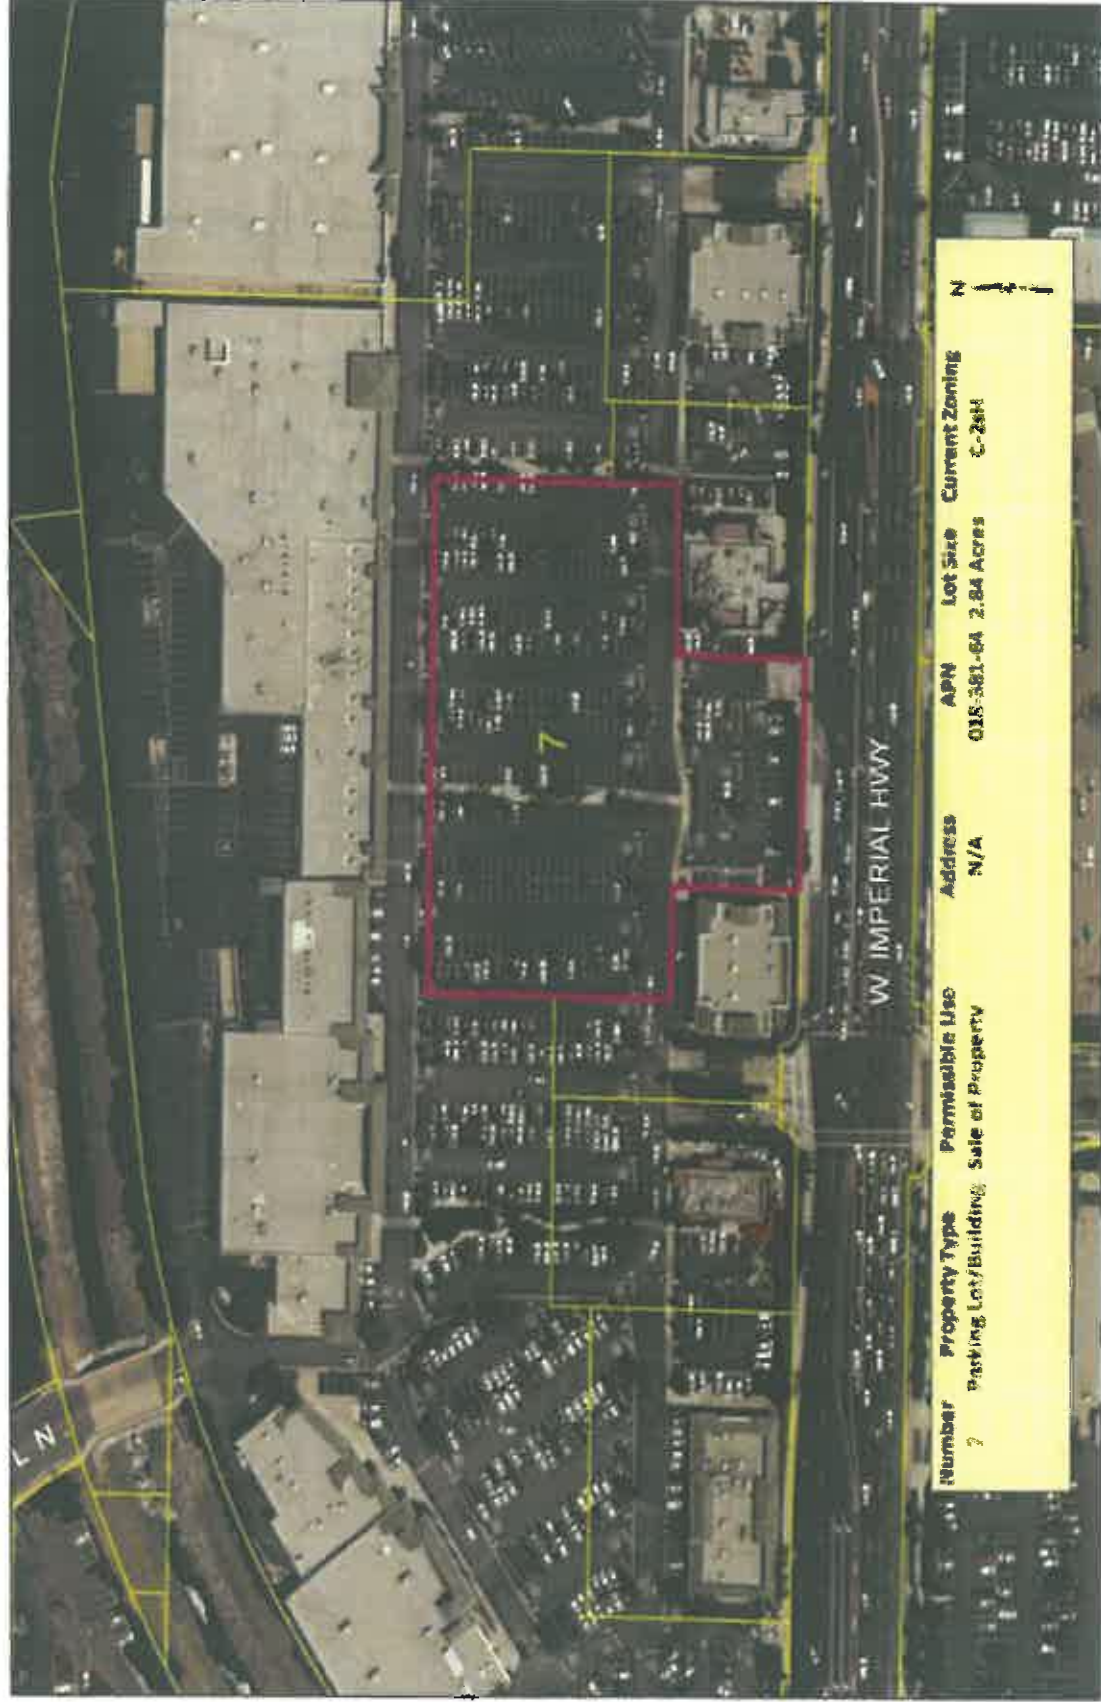 LN
7
W IMPERIAL HWY
Number Property Type Permissible Use Address APN Lot Size Current Zoning N
7 Parking Lot/Building Sale of Property N/A 2.84 Acres